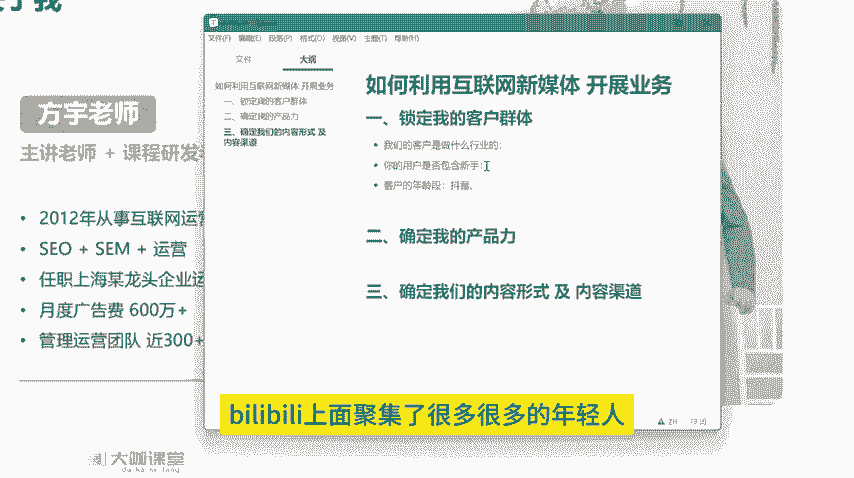 方宇老师
主讲老师 + 课程研发
• 2012年从事互联网运营
• SEO + SEM + 运营
• 任职上海某龙头企业运
• 月度广告费 600万+
• 管理运营团队 近300+
大咖课堂
文件(F) 编辑(E) 段落(P) 格式(O) 视图(V) 主题(T) 帮助(H)
文件 大纲
如何利用互联网新媒体 开展业务
一、锁定我的客户群体
二、确定我的产品力
三、确定我们的内容形式 及
内容渠道
如何利用互联网新媒体 开展业务
一、锁定我的客户群体
• 我们的客户是做什么行业的;
• 你的用户是否包含新手;
• 客户的年龄段：抖音、
二、确定我的产品力
三、确定我们的内容形式 及 内容渠道
ZH
bilibili上面聚集了很多很多的年轻人